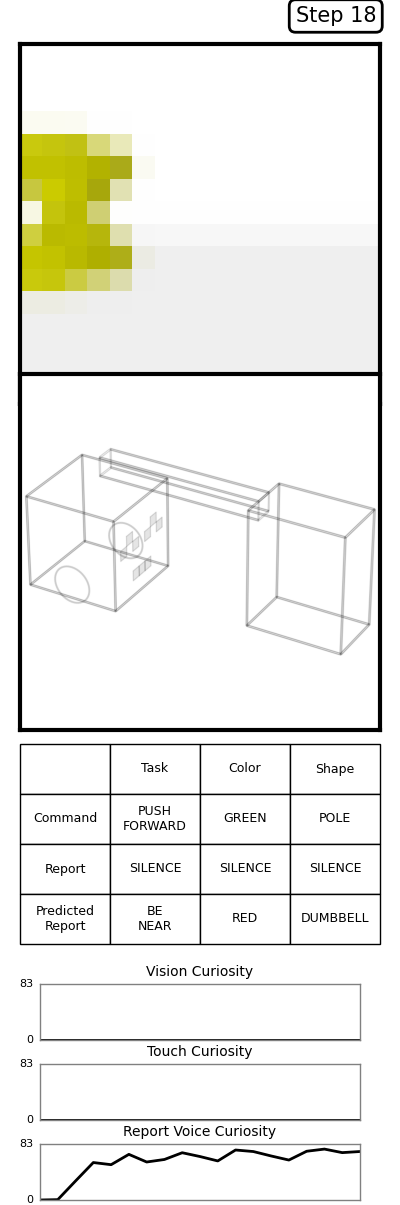 Step 18
Task Color Shape
Command PUSH FORWARD GREEN POLE
Report SILENCE SILENCE SILENCE
Predicted Report BE NEAR RED DUMBBELL
Vision Curiosity
83
0
Touch Curiosity
83
0
Report Voice Curiosity
83
0